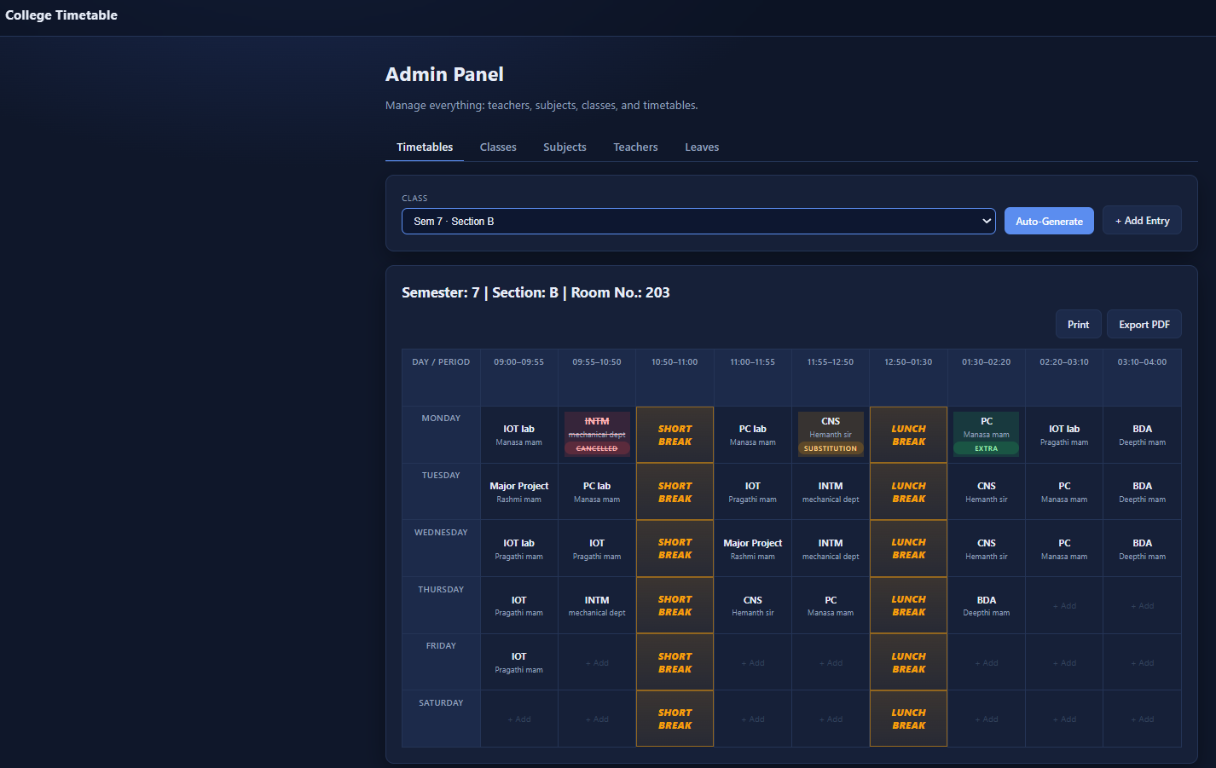 College Timetable
Admin Panel
Manage everything: teachers, subjects, classes, and timetables.
Timetables Classes Subjects Teachers Leaves
CLASS
Sem 7 · Section B Auto-Generate + Add Entry
Semester: 7 | Section: B | Room No.: 203
Print Export PDF
DAY / PERIOD 09:00–09:55 09:55–10:50 10:50–11:00 11:00–11:55 11:55–12:50 12:50–01:30 01:30–02:20 02:20–03:10 03:10–04:00
MONDAY
IOT lab INTM SHORT PC lab CNS LUNCH PC IOT lab BDA
Manasa mam mechanical dept BREAK Manasa mam Hemanth sir BREAK Manasa mam Pragathi mam Deepthi mam
CANCELLED SUBSTITUTION EXTRA
TUESDAY
Major Project PC lab SHORT IOT INTM LUNCH CNS PC BDA
Rashmi mam Manasa mam BREAK Pragathi mam mechanical dept BREAK Hemanth sir Manasa mam Deepthi mam
WEDNESDAY
IOT lab IOT SHORT Major Project INTM LUNCH CNS PC BDA
Pragathi mam Pragathi mam BREAK Rashmi mam mechanical dept BREAK Hemanth sir Manasa mam Deepthi mam
THURSDAY
IOT INTM SHORT CNS PC LUNCH BDA + Add + Add
Pragathi mam mechanical dept BREAK Hemanth sir Manasa mam BREAK Deepthi mam
FRIDAY
IOT + Add SHORT + Add + Add LUNCH + Add + Add + Add
Pragathi mam BREAK BREAK
SATURDAY
+ Add + Add SHORT + Add + Add LUNCH + Add + Add + Add
BREAK BREAK